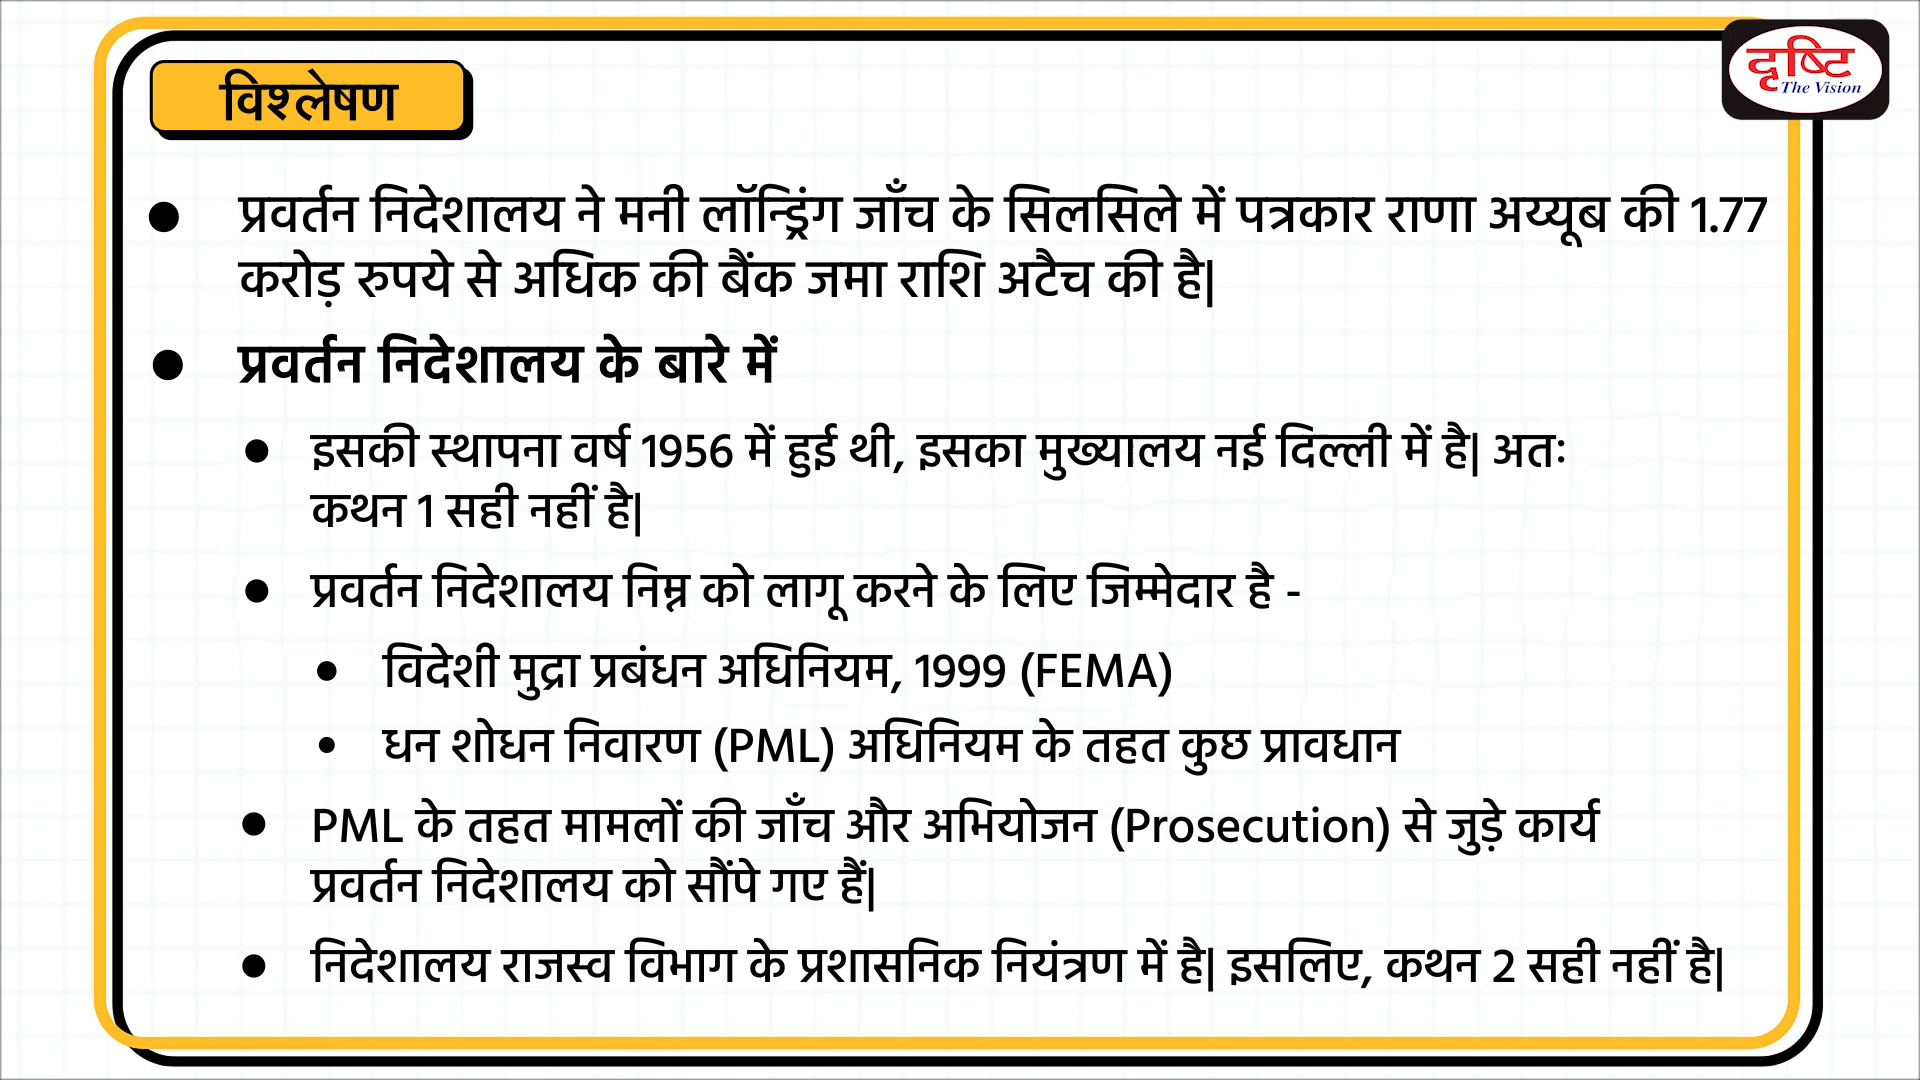 विश्लेषण
दृष्टि
The Vision
● प्रवर्तन निदेशालय ने मनी लॉन्ड्रिंग जाँच के सिलसिले में पत्रकार राणा अय्यूब की 1.77
करोड़ रुपये से अधिक की बैंक जमा राशि अटैच की है|
● प्रवर्तन निदेशालय के बारे में
● इसकी स्थापना वर्ष 1956 में हुई थी, इसका मुख्यालय नई दिल्ली में है| अतः
कथन 1 सही नहीं है|
● प्रवर्तन निदेशालय निम्न को लागू करने के लिए जिम्मेदार है -
● विदेशी मुद्रा प्रबंधन अधिनियम, 1999 (FEMA)
● धन शोधन निवारण (PML) अधिनियम के तहत कुछ प्रावधान
● PML के तहत मामलों की जाँच और अभियोजन (Prosecution) से जुड़े कार्य
प्रवर्तन निदेशालय को सौंपे गए हैं|
● निदेशालय राजस्व विभाग के प्रशासनिक नियंत्रण में है| इसलिए, कथन 2 सही नहीं है|